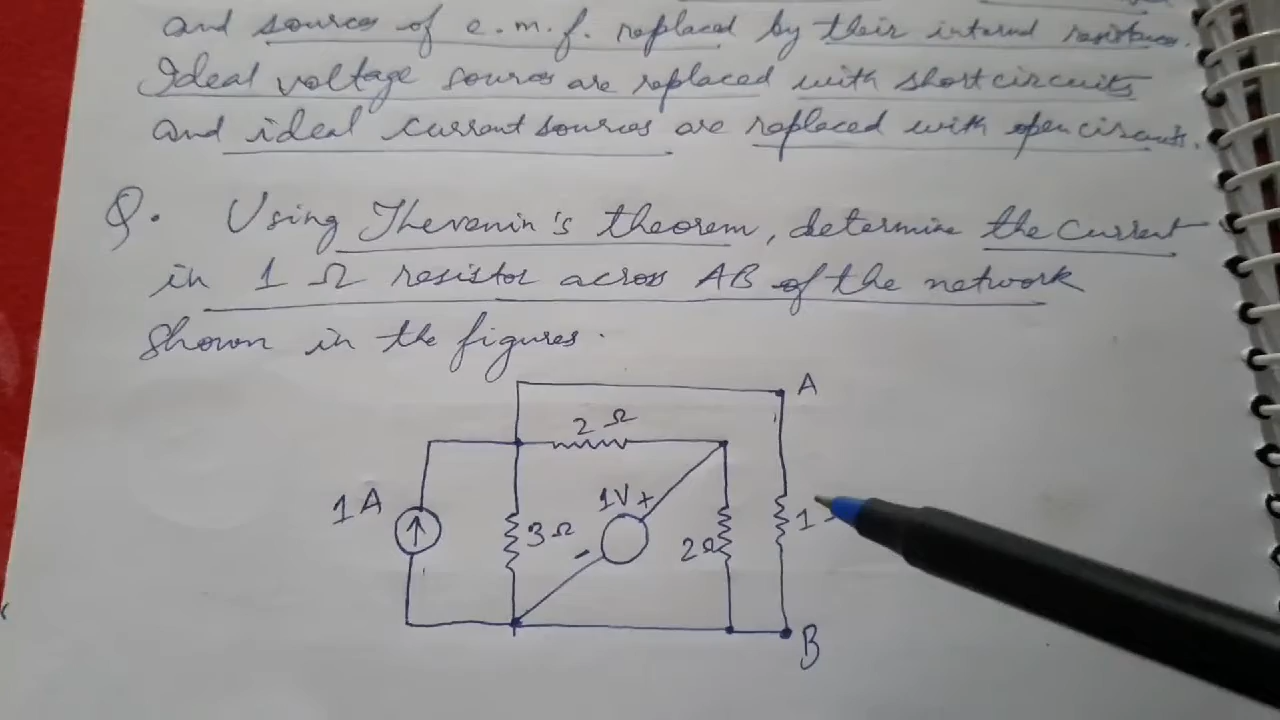 and sources of e.m.f. replaced by their internal resistances.
Ideal voltage sources are replaced with short circuits
and ideal current sources are replaced with open circuits.
Q. Using Thevenin's theorem, determine the current
in 1 Ω resistor across AB of the network
shown in the figures.
A
2 Ω
1A
1V +
3 Ω
-
2Ω
1
B